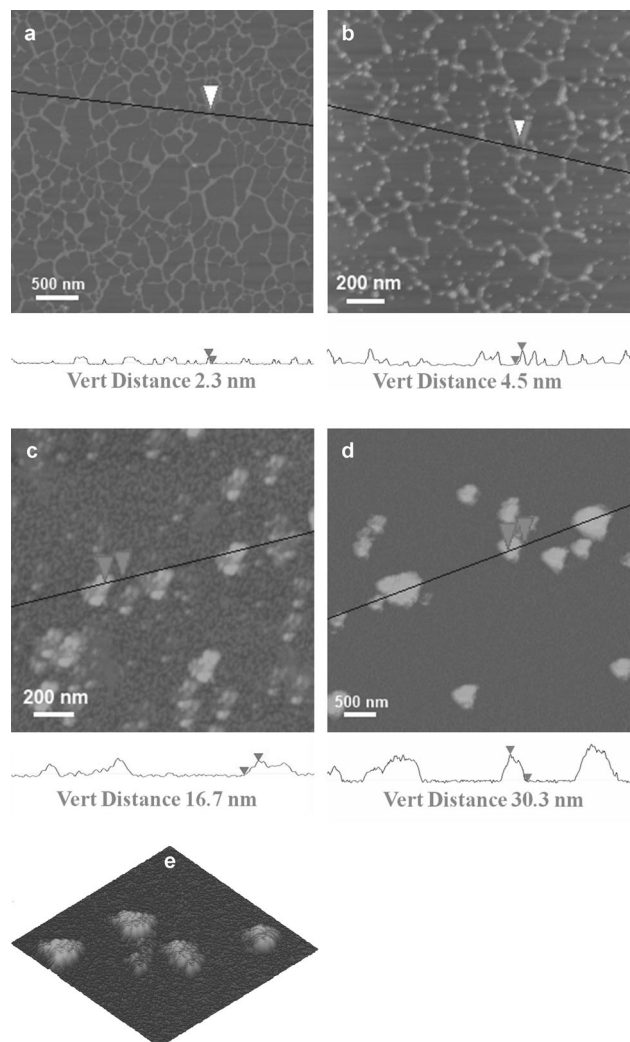 a
b
500 nm
200 nm
Vert Distance 2.3 nm
Vert Distance 4.5 nm
c
d
200 nm
500 nm
Vert Distance 16.7 nm
Vert Distance 30.3 nm
e